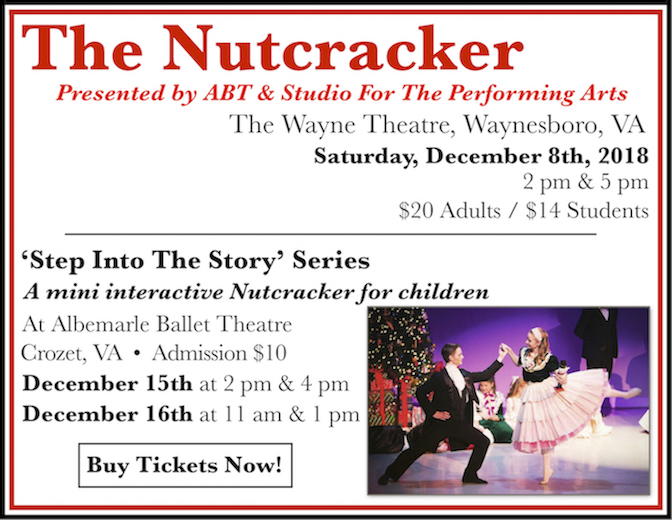 The Nutcracker
Presented by ABT & Studio For The Performing Arts
The Wayne Theatre, Waynesboro, VA
Saturday, December 8th, 2018
2 pm & 5 pm
$20 Adults / $14 Students
‘Step Into The Story’ Series
A mini interactive Nutcracker for children
At Albemarle Ballet Theatre
Crozet, VA • Admission $10
December 15th at 2 pm & 4 pm
December 16th at 11 am & 1 pm
Buy Tickets Now!